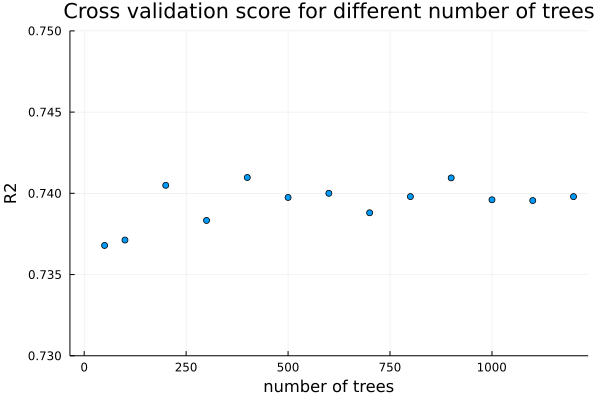 Cross validation score for different number of trees
0.750
0.745
0.740
0.735
0.730
R2
0 250 500 750 1000
number of trees